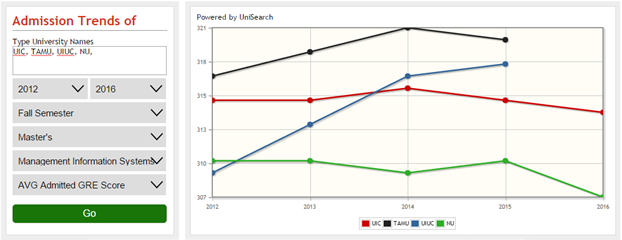 Admission Trends of
Type University Names
UIC, TAMU, UIUC, NU,
2012 2016
Fall Semester
Master's
Management Information Systems
AVG Admitted GRE Score
Go
Powered by UniSearch
321
318
315
313
310
307
2012 2013 2014 2015 2016
UIC TAMU UIUC NU